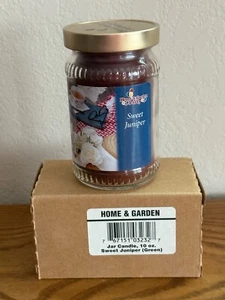 Sweet
Juniper
HOME & GARDEN
7 67151 03232 7
Jar Candle, 10 oz.
Sweet Juniper (Green)